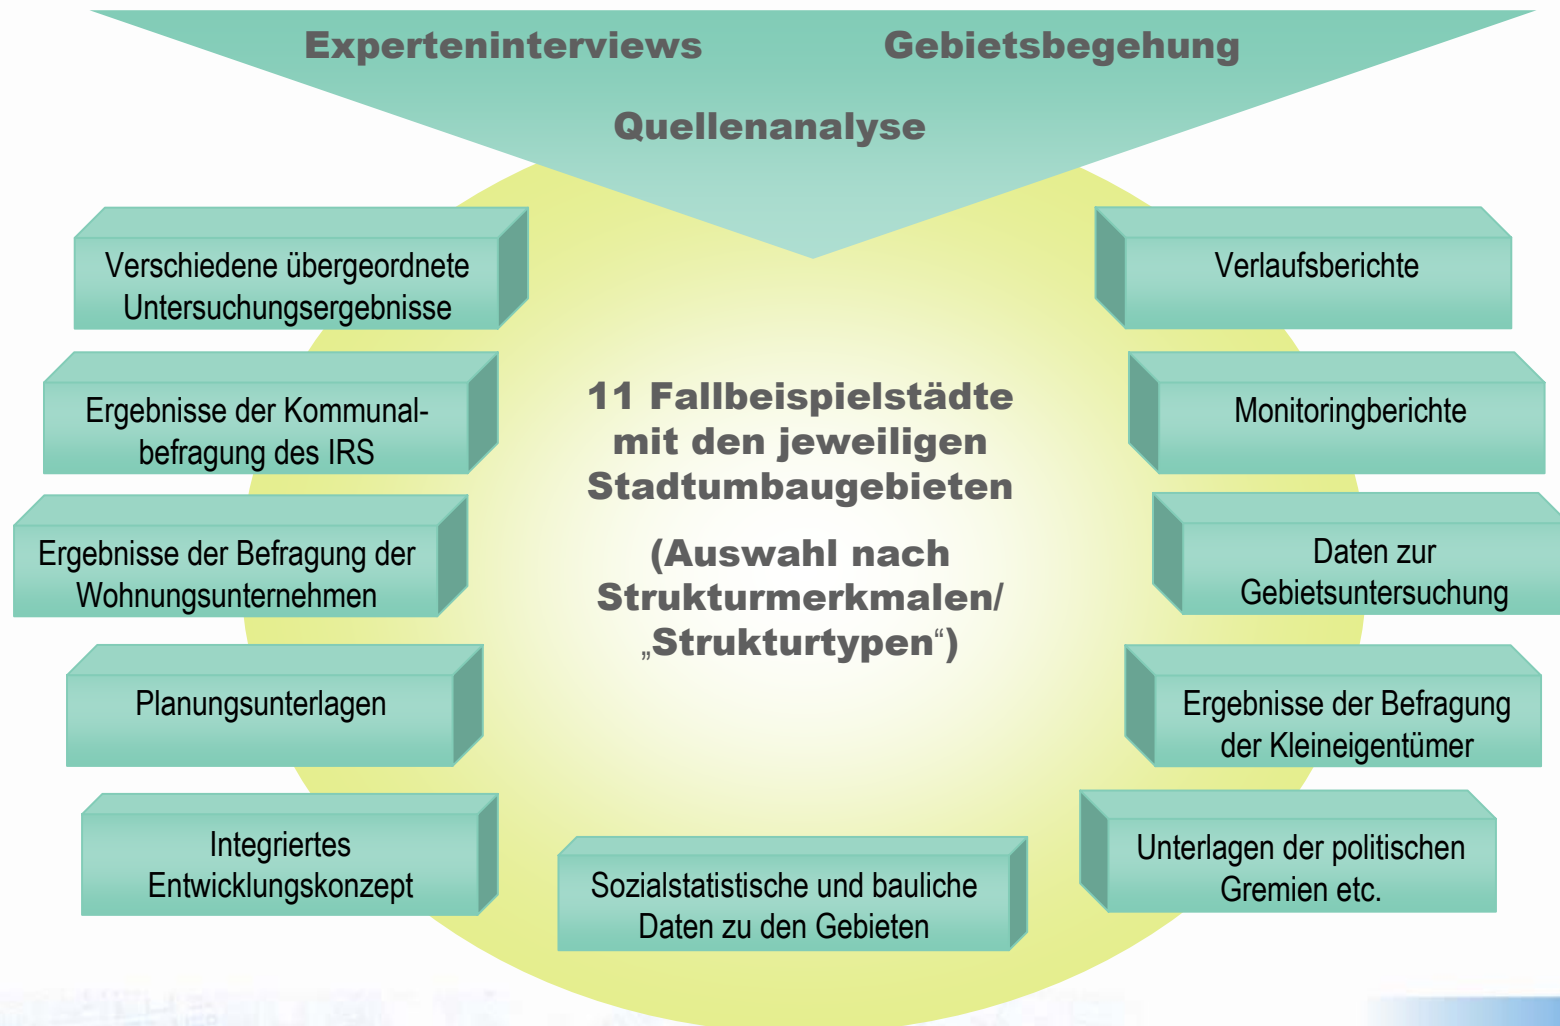 Experteninterviews
Gebietsbegehung
Quellenanalyse
Verschiedene übergeordnete
Untersuchungsergebnisse
Ergebnisse der Kommunal-
befragung des IRS
Ergebnisse der Befragung der
Wohnungsunternehmen
Planungsunterlagen
Integriertes
Entwicklungskonzept
11 Fallbeispielstädte
mit den jeweiligen
Stadtumbaugebieten
(Auswahl nach
Strukturmerkmalen/
„Strukturtypen“)
Sozialstatistische und bauliche
Daten zu den Gebieten
Verlaufsberichte
Monitoringberichte
Daten zur
Gebietsuntersuchung
Ergebnisse der Befragung
der Kleineigentümer
Unterlagen der politischen
Gremien etc.